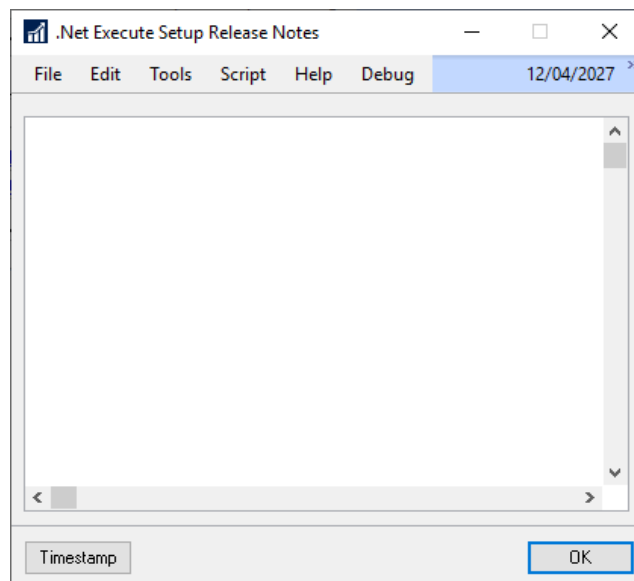 .Net Execute Setup Release Notes
File Edit Tools Script Help Debug 12/04/2027
Timestamp OK